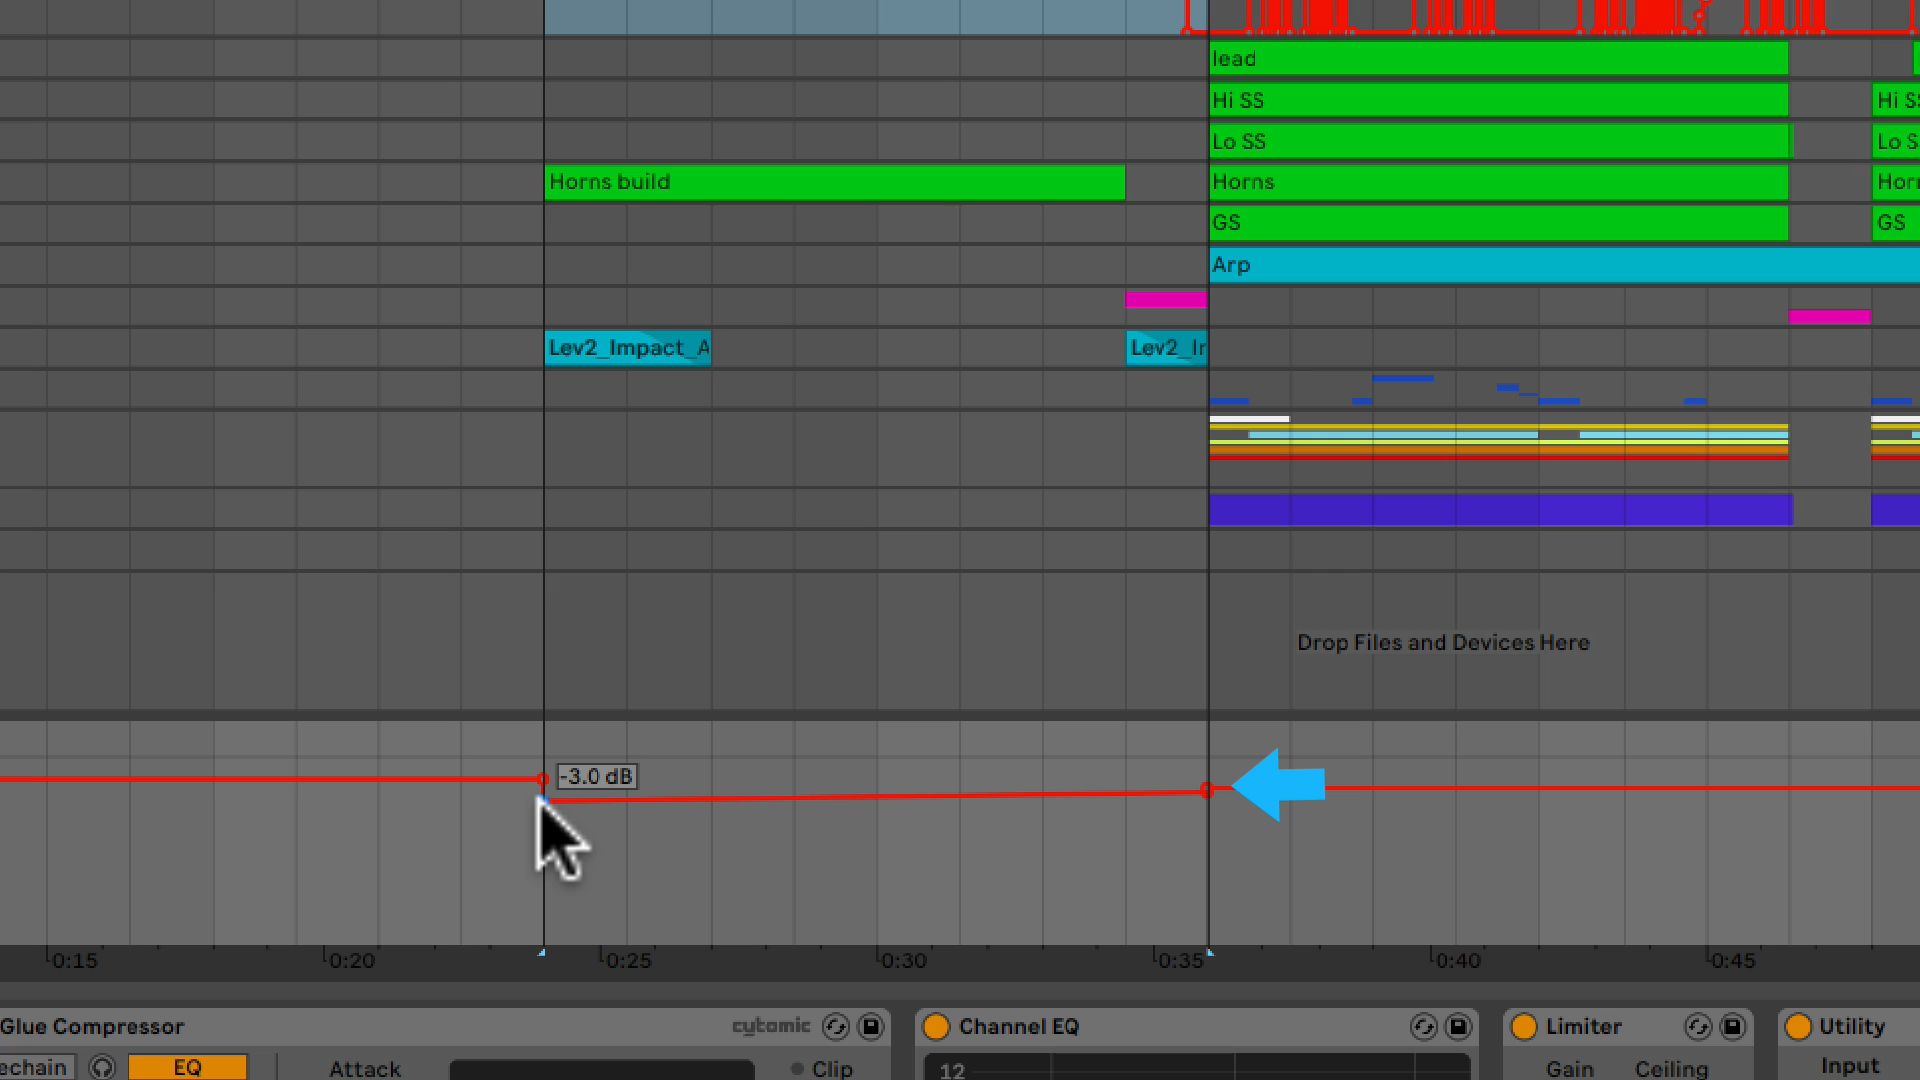 lead
Hi SS
Hi S
Lo SS
Lo S
Horns build
Horns
Horn
GS
GS
Arp
Lev2_Impact_A
Lev2_Ir
Drop Files and Devices Here
-3.0 dB
0:15 0:20 0:25 0:30 0:35 0:40 0:45
Glue Compressor cytomic Channel EQ Limiter Utility
echain EQ Attack Clip 12 Gain Ceiling Input